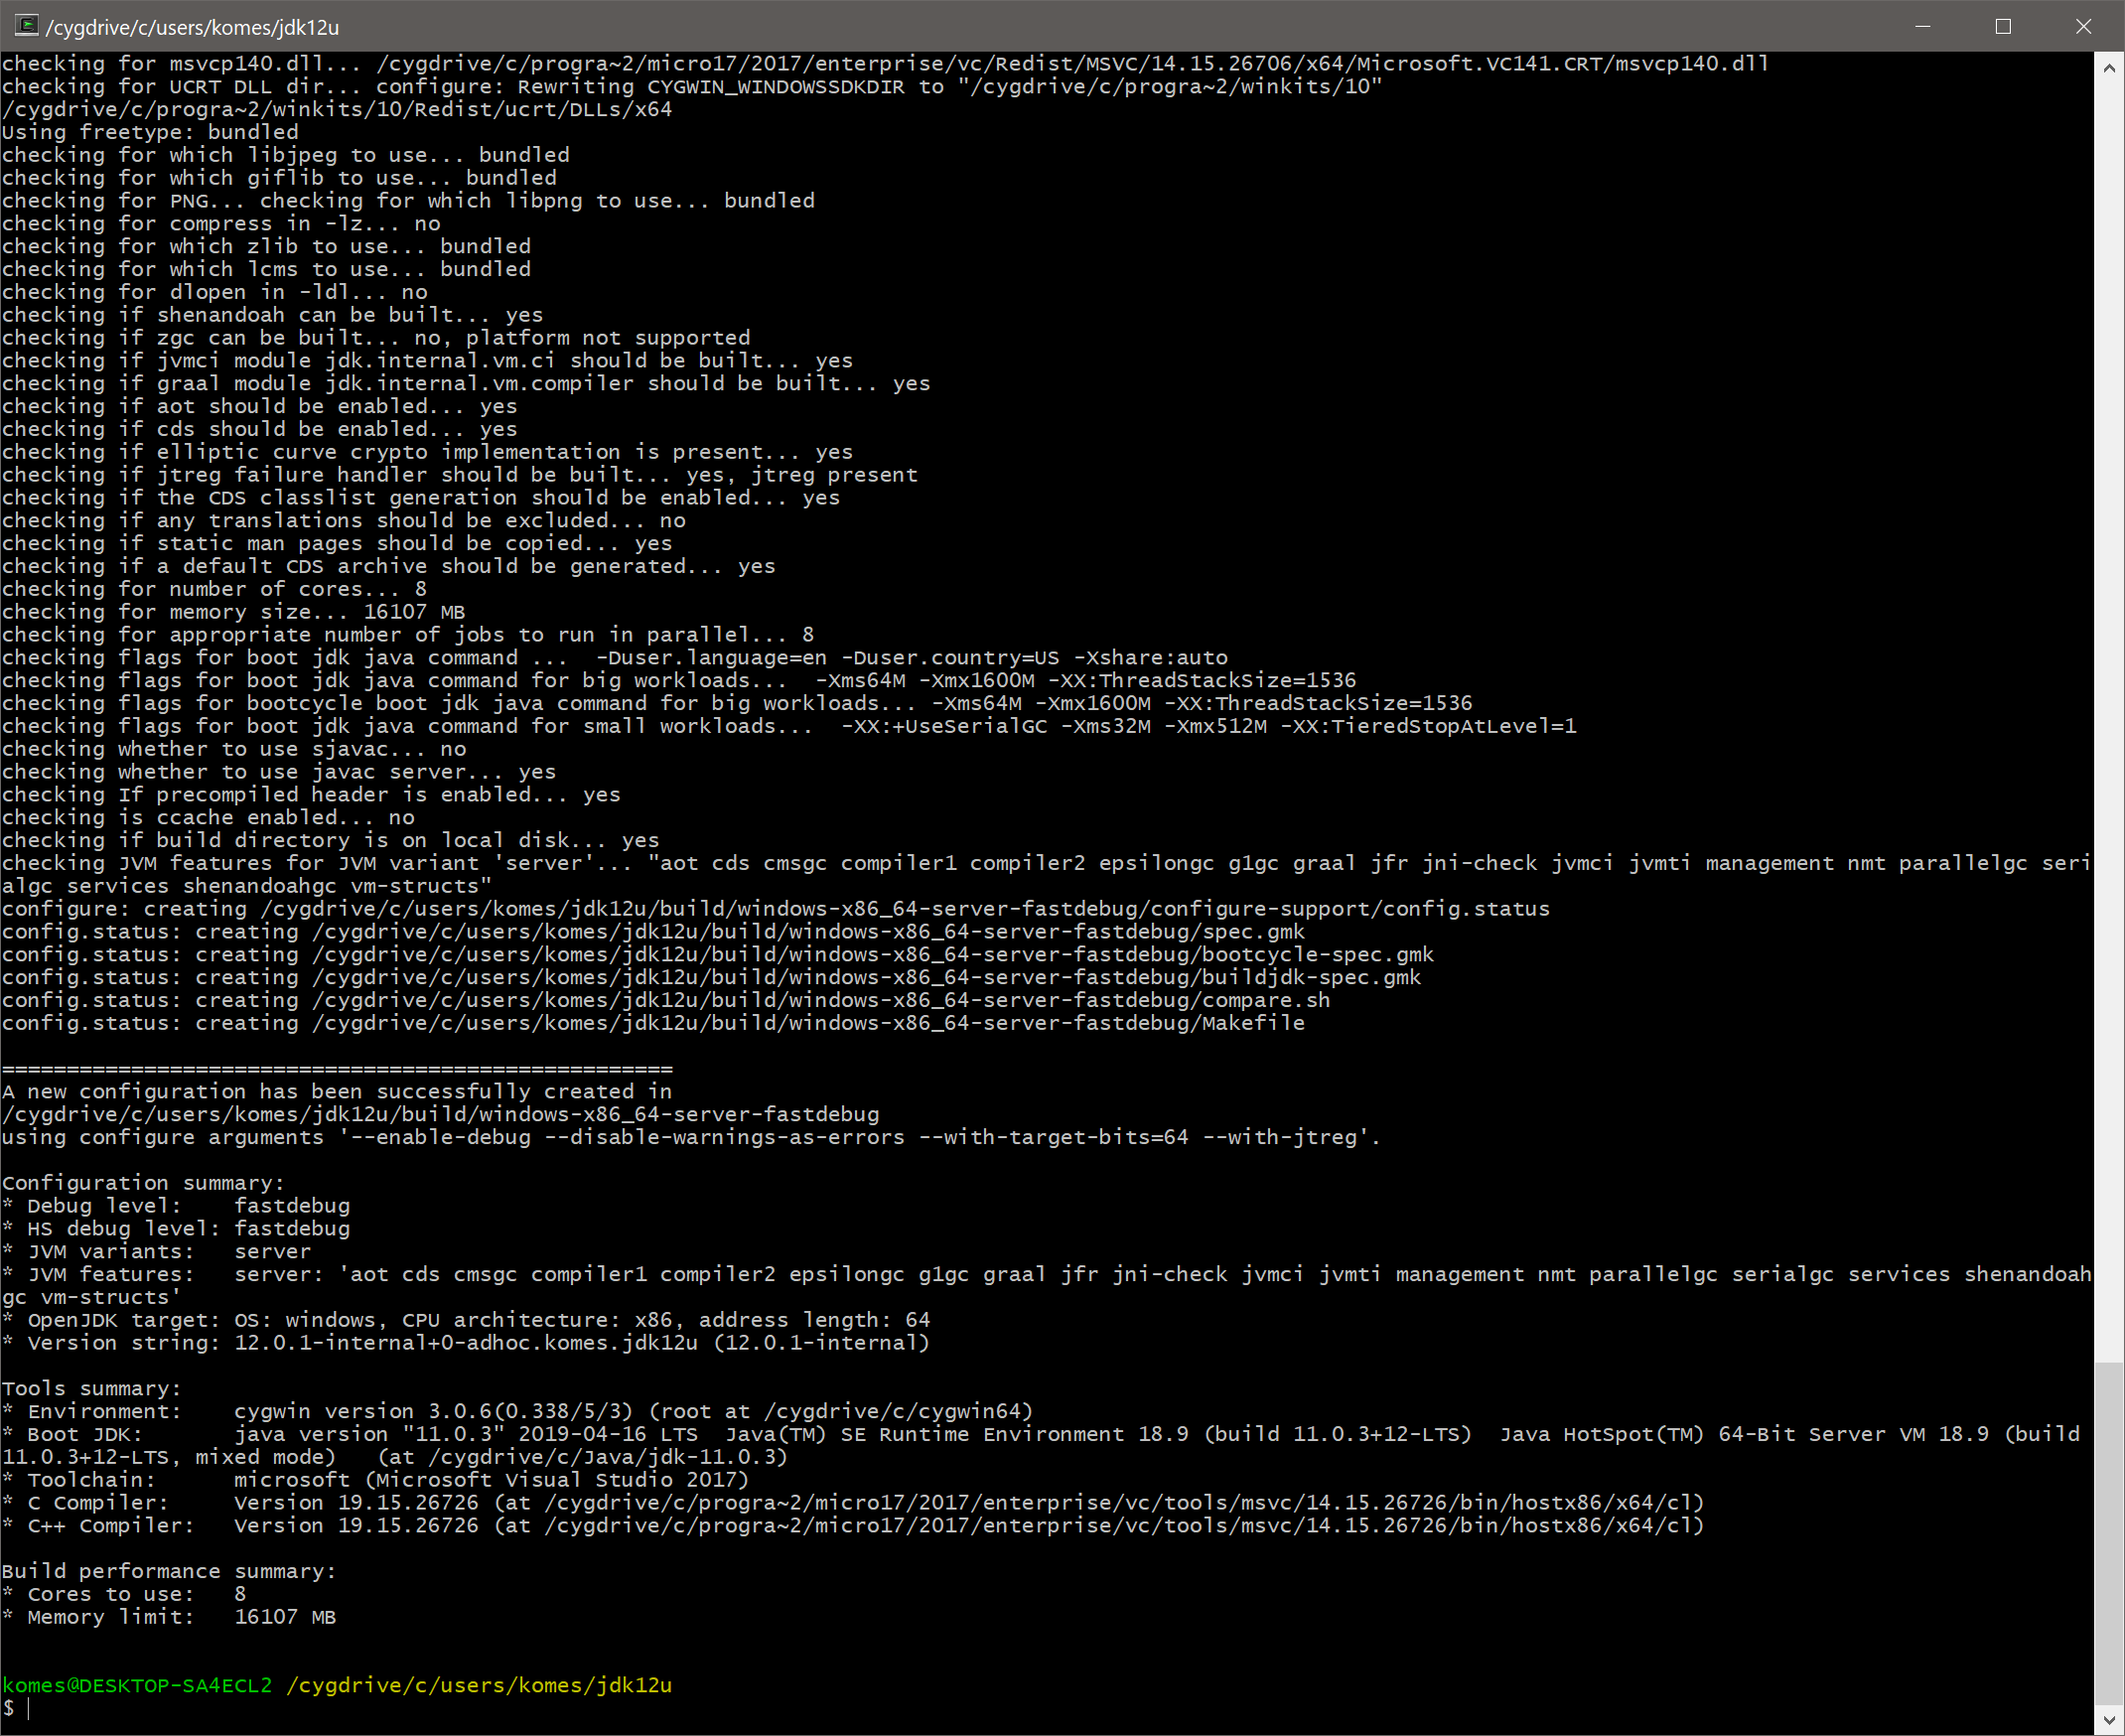 /cygdrive/c/users/komes/jdk12u
checking for msvcp140.dll... /cygdrive/c/progra~2/micro17/2017/enterprise/vc/Redist/MSVC/14.15.26706/x64/Microsoft.VC141.CRT/msvcp140.dll
checking for UCRT DLL dir... configure: Rewriting CYGWIN_WINDOWSSDKDIR to "/cygdrive/c/progra~2/winkits/10"
/cygdrive/c/progra~2/winkits/10/Redist/ucrt/DLLs/x64
Using freetype: bundled
checking for which libjpeg to use... bundled
checking for which giflib to use... bundled
checking for PNG... checking for which libpng to use... bundled
checking for compress in -lz... no
checking for which zlib to use... bundled
checking for which lcms to use... bundled
checking for dlopen in -ldl... no
checking if shenandoah can be built... yes
checking if zgc can be built... no, platform not supported
checking if jvmci module jdk.internal.vm.ci should be built... yes
checking if graal module jdk.internal.vm.compiler should be built... yes
checking if aot should be enabled... yes
checking if cds should be enabled... yes
checking if elliptic curve crypto implementation is present... yes
checking if jtreg failure handler should be built... yes, jtreg present
checking if the CDS classlist generation should be enabled... yes
checking if any translations should be excluded... no
checking if static man pages should be copied... yes
checking if a default CDS archive should be generated... yes
checking for number of cores... 8
checking for memory size... 16107 MB
checking for appropriate number of jobs to run in parallel... 8
checking flags for boot jdk java command ...  -Duser.language=en -Duser.country=US -Xshare:auto
checking flags for boot jdk java command for big workloads...  -Xms64M -Xmx1600M -XX:ThreadStackSize=1536
checking flags for bootcycle boot jdk java command for big workloads... -Xms64M -Xmx1600M -XX:ThreadStackSize=1536
checking flags for boot jdk java command for small workloads...  -XX:+UseSerialGC -Xms32M -Xmx512M -XX:TieredStopAtLevel=1
checking whether to use sjavac... no
checking whether to use javac server... yes
checking If precompiled header is enabled... yes
checking is ccache enabled... no
checking if build directory is on local disk... yes
checking JVM features for JVM variant 'server'... "aot cds cmsgc compiler1 compiler2 epsilongc g1gc graal jfr jni-check jvmci jvmti management nmt parallelgc seri
algc services shenandoahgc vm-structs"
configure: creating /cygdrive/c/users/komes/jdk12u/build/windows-x86_64-server-fastdebug/configure-support/config.status
config.status: creating /cygdrive/c/users/komes/jdk12u/build/windows-x86_64-server-fastdebug/spec.gmk
config.status: creating /cygdrive/c/users/komes/jdk12u/build/windows-x86_64-server-fastdebug/bootcycle-spec.gmk
config.status: creating /cygdrive/c/users/komes/jdk12u/build/windows-x86_64-server-fastdebug/buildjdk-spec.gmk
config.status: creating /cygdrive/c/users/komes/jdk12u/build/windows-x86_64-server-fastdebug/compare.sh
config.status: creating /cygdrive/c/users/komes/jdk12u/build/windows-x86_64-server-fastdebug/Makefile
======================================================
A new configuration has been successfully created in
/cygdrive/c/users/komes/jdk12u/build/windows-x86_64-server-fastdebug
using configure arguments '--enable-debug --disable-warnings-as-errors --with-target-bits=64 --with-jtreg'.
Configuration summary:
* Debug level:    fastdebug
* HS debug level: fastdebug
* JVM variants:   server
* JVM features:   server: 'aot cds cmsgc compiler1 compiler2 epsilongc g1gc graal jfr jni-check jvmci jvmti management nmt parallelgc serialgc services shenandoah
gc vm-structs'
* OpenJDK target: OS: windows, CPU architecture: x86, address length: 64
* Version string: 12.0.1-internal+0-adhoc.komes.jdk12u (12.0.1-internal)
Tools summary:
* Environment:    cygwin version 3.0.6(0.338/5/3) (root at /cygdrive/c/cygwin64)
* Boot JDK:       java version "11.0.3" 2019-04-16 LTS  Java(TM) SE Runtime Environment 18.9 (build 11.0.3+12-LTS)  Java HotSpot(TM) 64-Bit Server VM 18.9 (build
11.0.3+12-LTS, mixed mode)   (at /cygdrive/c/Java/jdk-11.0.3)
* Toolchain:      microsoft (Microsoft Visual Studio 2017)
* C Compiler:     Version 19.15.26726 (at /cygdrive/c/progra~2/micro17/2017/enterprise/vc/tools/msvc/14.15.26726/bin/hostx86/x64/cl)
* C++ Compiler:   Version 19.15.26726 (at /cygdrive/c/progra~2/micro17/2017/enterprise/vc/tools/msvc/14.15.26726/bin/hostx86/x64/cl)
Build performance summary:
* Cores to use:   8
* Memory limit:   16107 MB
komes@DESKTOP-SA4ECL2 /cygdrive/c/users/komes/jdk12u
$